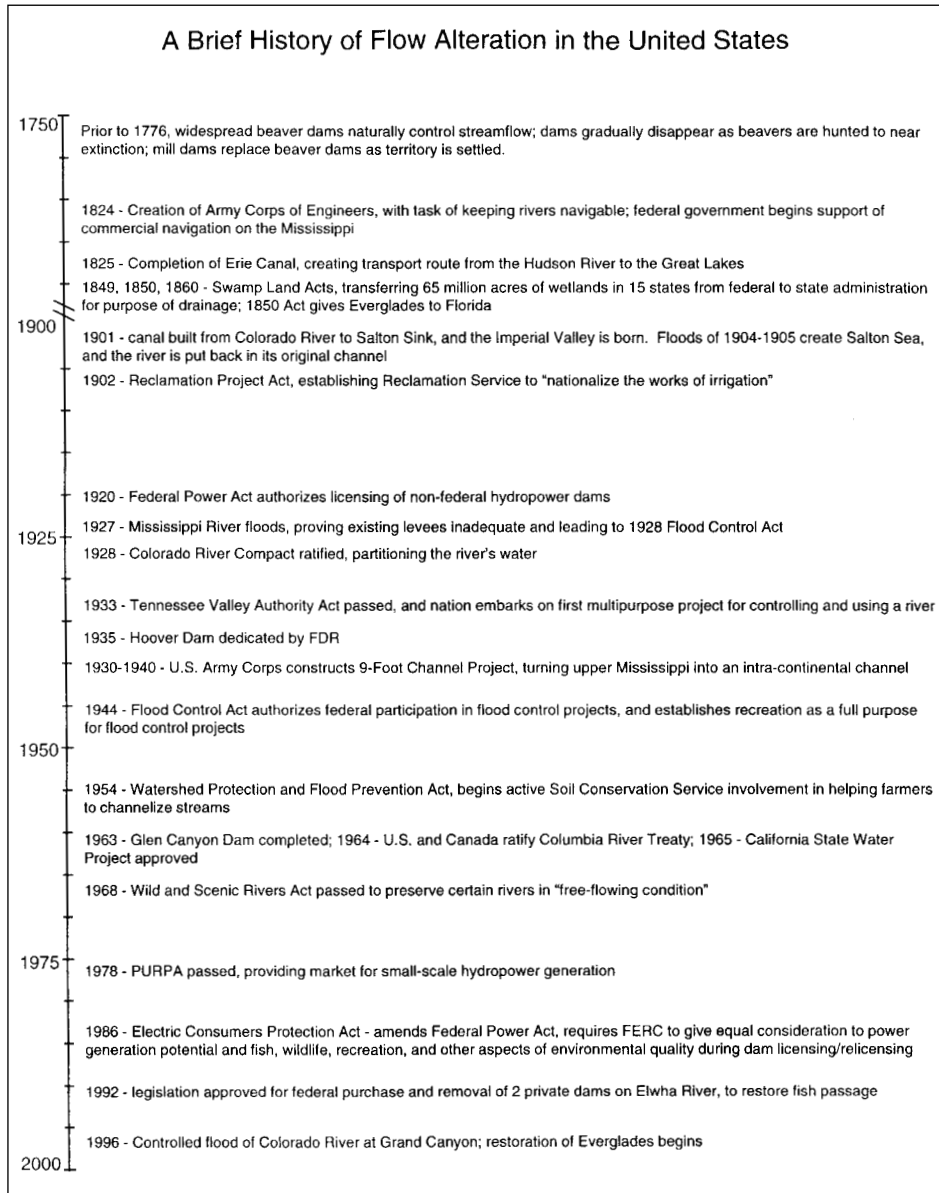 A Brief History of Flow Alteration in the United States
1750
Prior to 1776, widespread beaver dams naturally control streamflow; dams gradually disappear as beavers are hunted to near
extinction; mill dams replace beaver dams as territory is settled.
1824 - Creation of Army Corps of Engineers, with task of keeping rivers navigable; federal government begins support of
commercial navigation on the Mississippi
1825 - Completion of Erie Canal, creating transport route from the Hudson River to the Great Lakes
1849, 1850, 1860 - Swamp Land Acts, transferring 65 million acres of wetlands in 15 states from federal to state administration
for purpose of drainage; 1850 Act gives Everglades to Florida
1900
1901 - canal built from Colorado River to Salton Sink, and the Imperial Valley is born. Floods of 1904-1905 create Salton Sea,
and the river is put back in its original channel
1902 - Reclamation Project Act, establishing Reclamation Service to "nationalize the works of irrigation"
1920 - Federal Power Act authorizes licensing of non-federal hydropower dams
1927 - Mississippi River floods, proving existing levees inadequate and leading to 1928 Flood Control Act
1925
1928 - Colorado River Compact ratified, partitioning the river's water
1933 - Tennessee Valley Authority Act passed, and nation embarks on first multipurpose project for controlling and using a river
1935 - Hoover Dam dedicated by FDR
1930-1940 - U.S. Army Corps constructs 9-Foot Channel Project, turning upper Mississippi into an intra-continental channel
1944 - Flood Control Act authorizes federal participation in flood control projects, and establishes recreation as a full purpose
for flood control projects
1950
1954 - Watershed Protection and Flood Prevention Act, begins active Soil Conservation Service involvement in helping farmers
to channelize streams
1963 - Glen Canyon Dam completed; 1964 - U.S. and Canada ratify Columbia River Treaty; 1965 - California State Water
Project approved
1968 - Wild and Scenic Rivers Act passed to preserve certain rivers in "free-flowing condition"
1975
1978 - PURPA passed, providing market for small-scale hydropower generation
1986 - Electric Consumers Protection Act - amends Federal Power Act, requires FERC to give equal consideration to power
generation potential and fish, wildlife, recreation, and other aspects of environmental quality during dam licensing/relicensing
1992 - legislation approved for federal purchase and removal of 2 private dams on Elwha River, to restore fish passage
1996 - Controlled flood of Colorado River at Grand Canyon; restoration of Everglades begins
2000